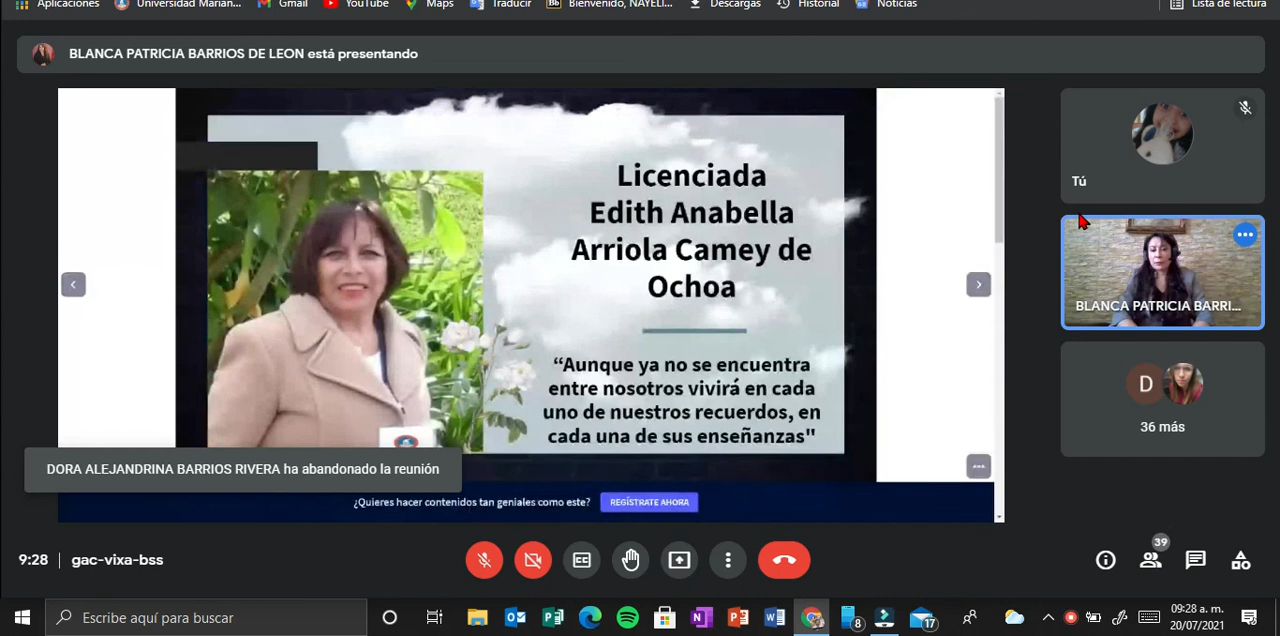 Aplicaciones
Universidad Marian...
Gmail
YouTube
Maps
Traducir
Bb
Bienvenido, NAYELI...
Descargas
Historial
Noticias
Lista de lectura
BLANCA PATRICIA BARRIOS DE LEON está presentando
Licenciada
Edith Anabella
Arriola Camey de
Ochoa
“Aunque ya no se encuentra
entre nosotros vivirá en cada
uno de nuestros recuerdos, en
cada una de sus enseñanzas"
Tú
BLANCA PATRICIA BARRI...
D
36 más
DORA ALEJANDRINA BARRIOS RIVERA ha abandonado la reunión
¿Quieres hacer contenidos tan geniales como este?
REGÍSTRATE AHORA
9:28
gac-vixa-bss
39
Escribe aquí para buscar
8
17
09:28 a. m.
20/07/2021